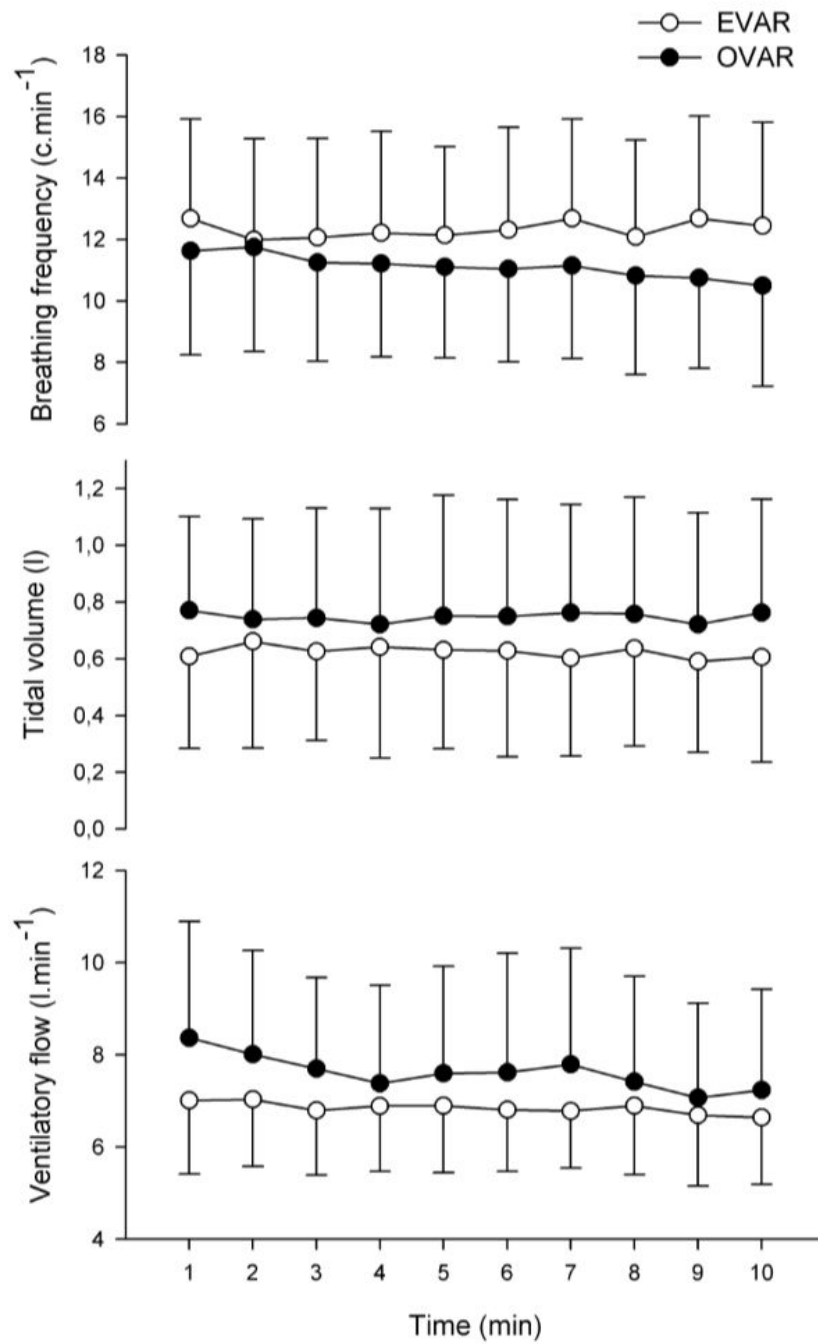 EVAR
OVAR
Breathing frequency (c.min⁻¹)
18
16
14
12
10
8
6
Tidal volume (l)
1,2
1,0
0,8
0,6
0,4
0,2
0,0
Ventilatory flow (l.min⁻¹)
12
10
8
6
4
1 2 3 4 5 6 7 8 9 10
Time (min)